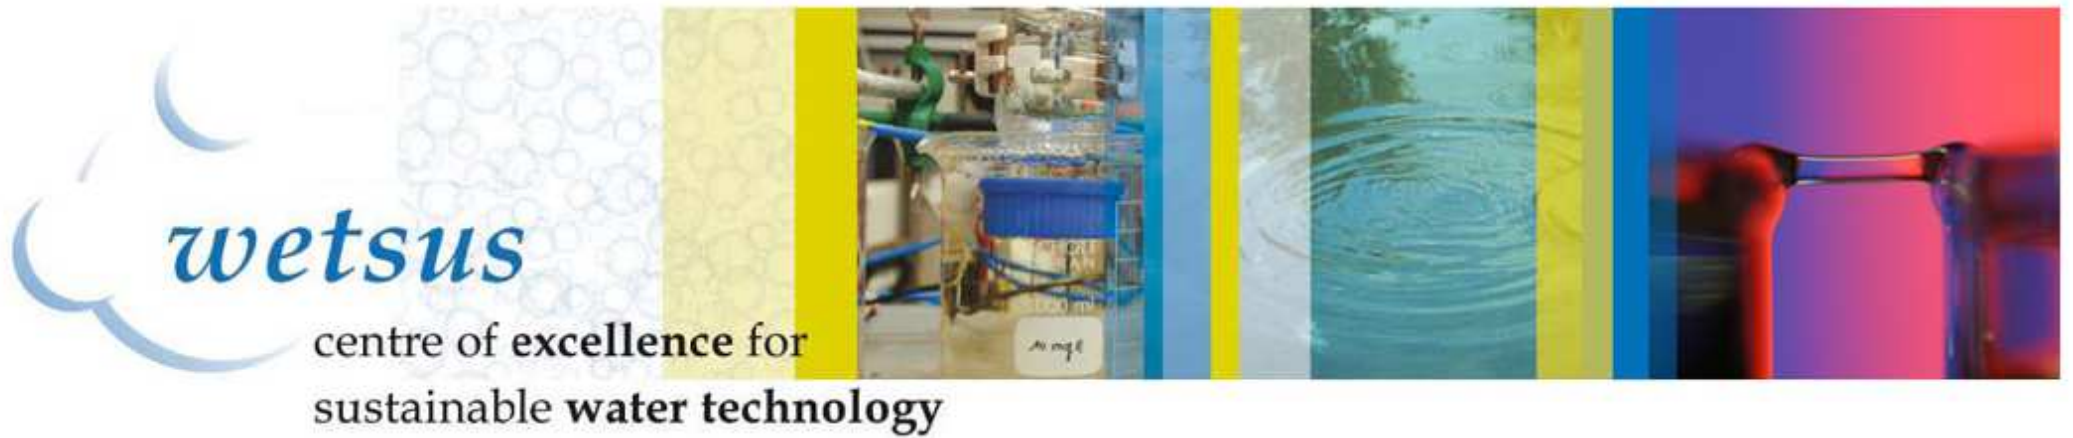 wetsus
centre of excellence for
sustainable water technology